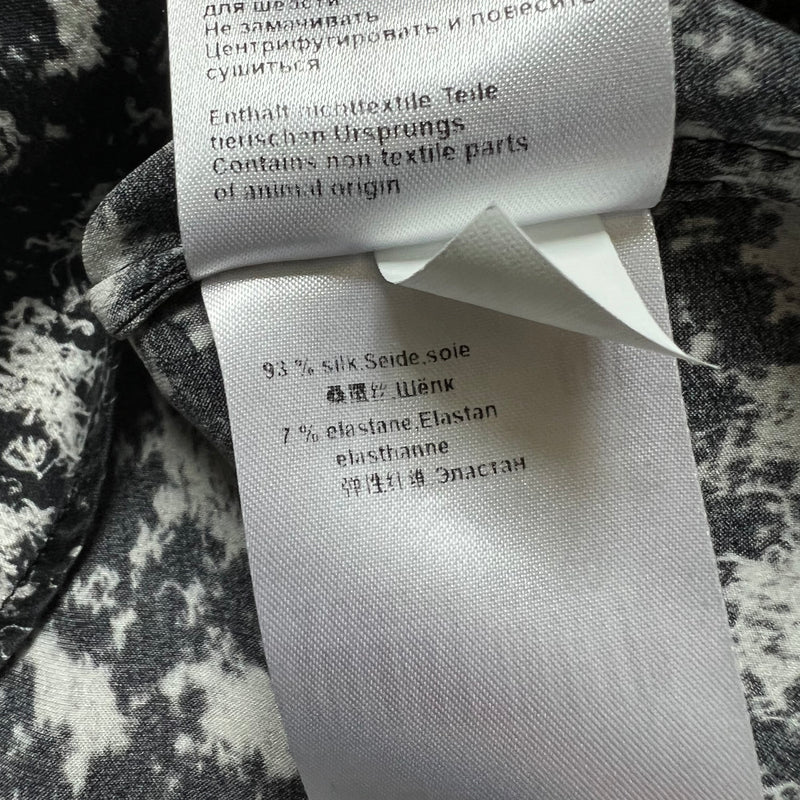 для шерсти
Не замачивать
Центрифугировать и повесить
сушиться
Enthält nichttextile Teile
tierischen Ursprungs
Contains non textile parts
of animal origin
93 % silk,Seide,soie
桑蚕丝,Шёлк
7 % elastane,Elastan
elasthanne
弹性纤维 Эластан